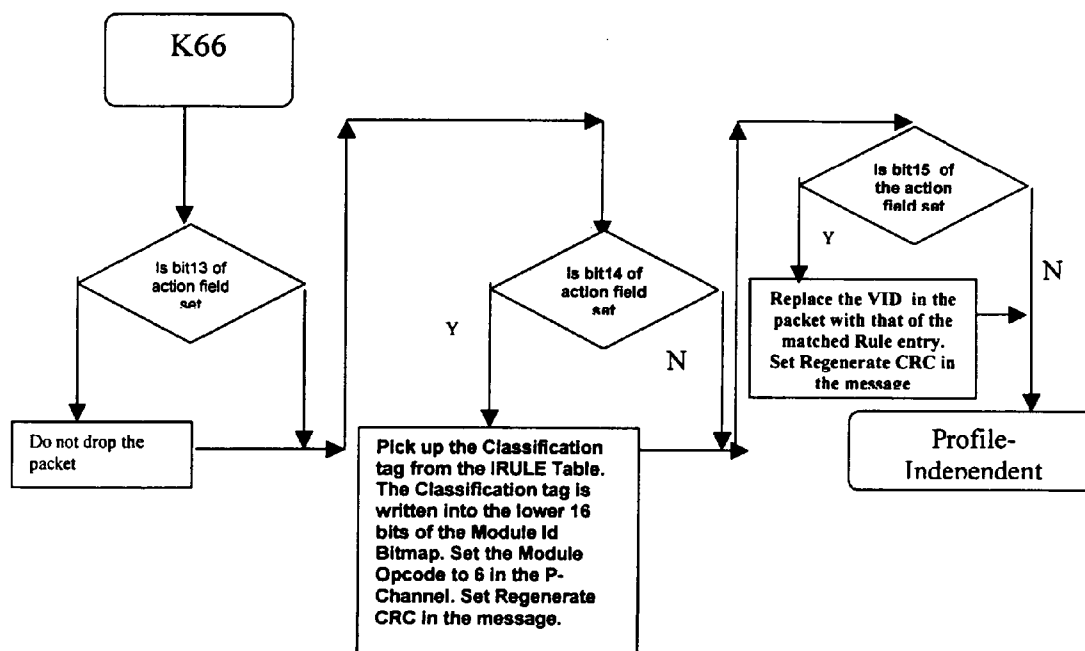 K66
Is bit13 of
action field
set
Do not drop the
packet
Is bit14 of
action field
set
Y
N
Pick up the Classification
tag from the IRULE Table.
The Classification tag is
written into the lower 16
bits of the Module Id
Bitmap. Set the Module
Opcode to 6 in the P-
Channel. Set Regenerate
CRC in the message.
Is bit15 of
the action
field set
Y
N
Replace the VID in the
packet with that of the
matched Rule entry.
Set Regenerate CRC in
the message
Profile-
Independent